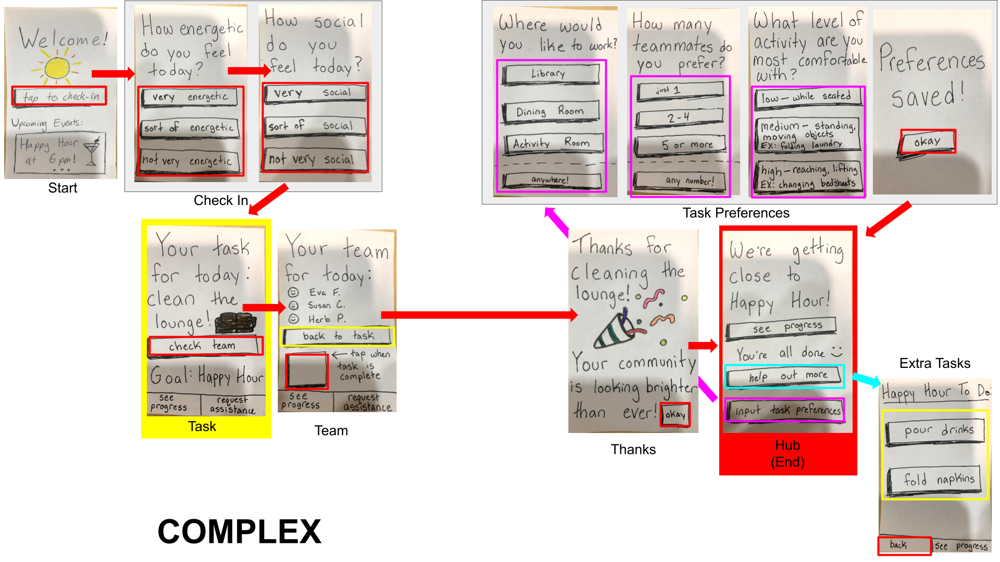 Welcome!
tap to check-in
Upcoming Events:
Happy Hour
at 6pm!
...
Start
How energetic
do you feel
today?
very energetic
sort of energetic
not very energetic
How social
do you
feel today?
very social
sort of social
not very social
Check In
Where would
you like to work?
Library
Dining Room
Activity Room
anywhere!
How many
teammates do
you prefer?
just 1
2-4
5 or more
any number!
What level of
activity are you
most comfortable
with?
low - while seated
medium - standing,
moving objects
EX: folding laundry
high - reaching, lifting
EX: changing bedsheets
Preferences
saved!
okay
Task Preferences
Your task
for today:
clean the
lounge!
check team
Goal: Happy Hour
see
progress
request
assistance
Task
Your team
for today:
Eva F.
Susan C.
Herb P.
back to task
tap when
task is
complete
see
progress
request
assistance
Team
Thanks for
cleaning the
lounge!
Your community
is looking brighter
than ever!
okay
Thanks
We're getting
close to
Happy Hour!
see progress
You're all done
help out more
input task preferences
Hub
(End)
Extra Tasks
Happy Hour To Do:
pour drinks
fold napkins
back
see progress
COMPLEX